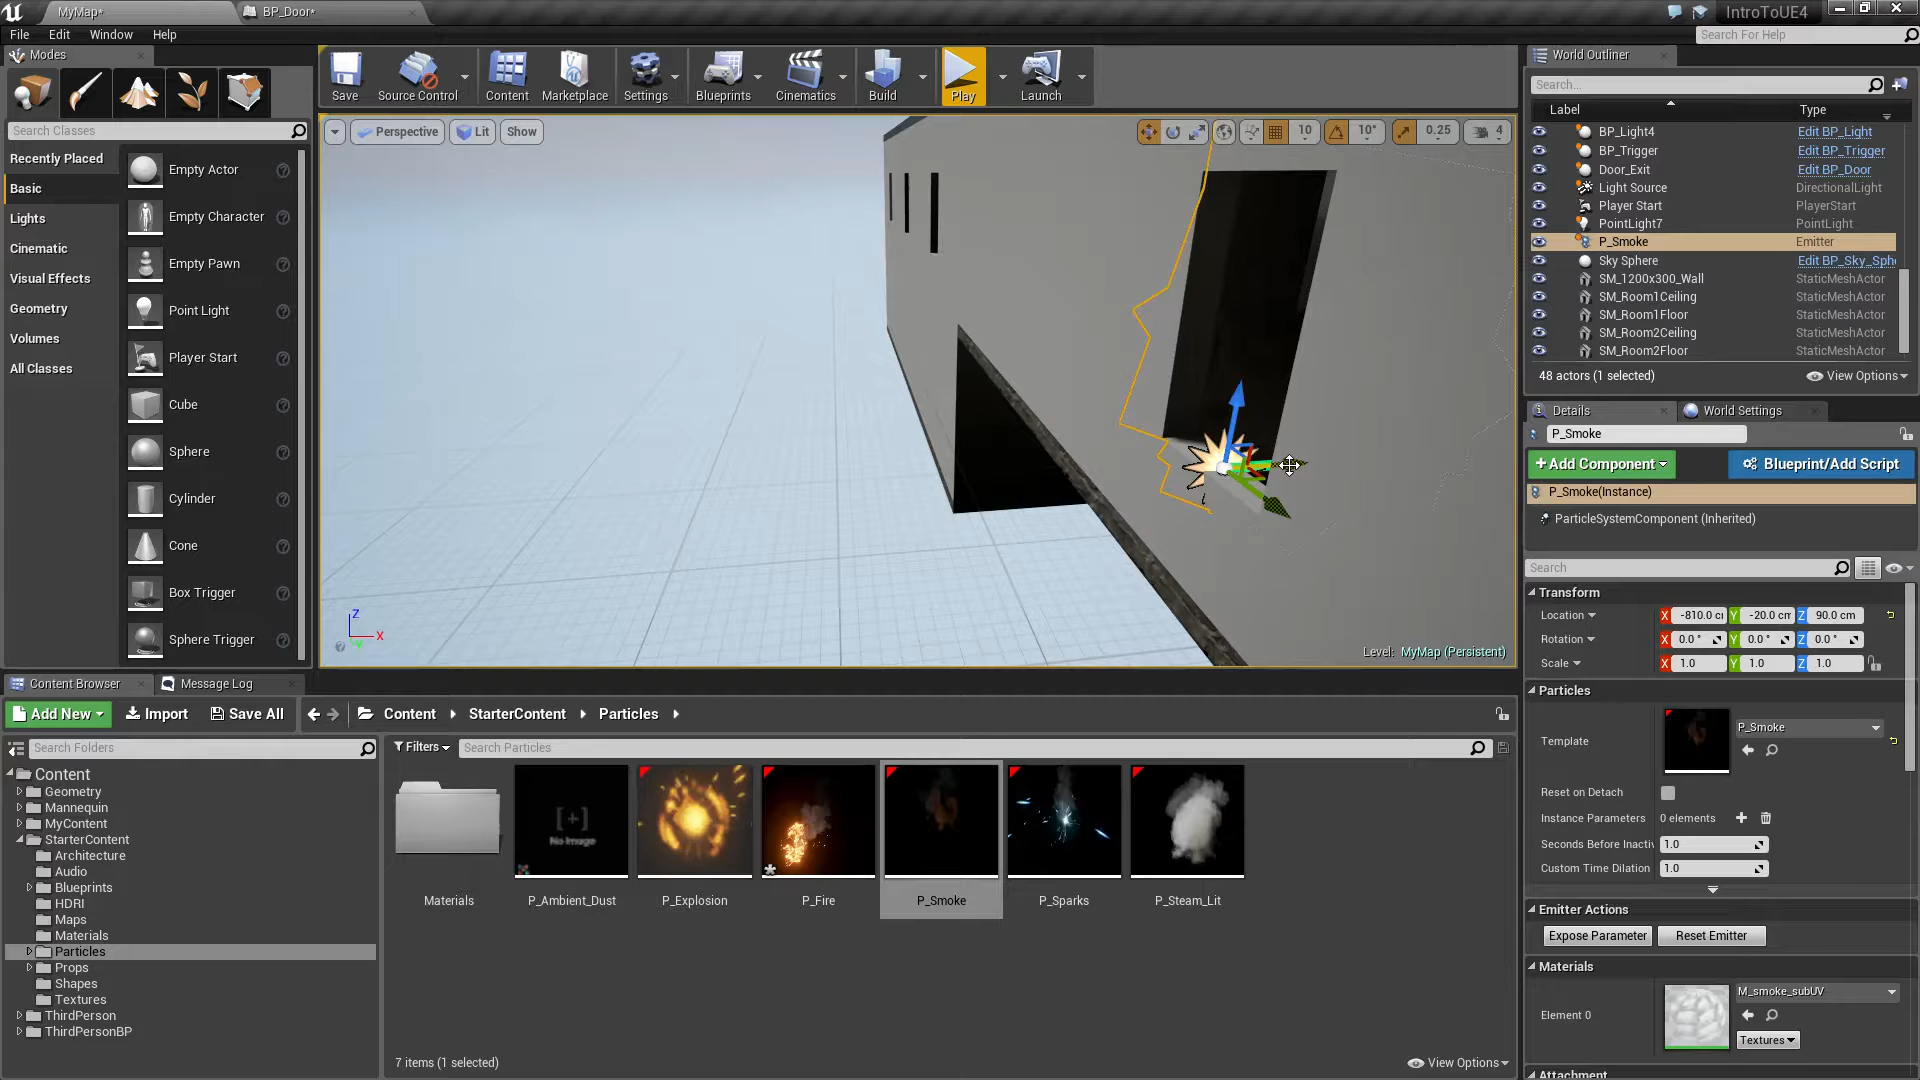 MyMap*
BP_Door*
IntroToUE4
File Edit Window Help
Search For Help
Modes
Search Classes
Recently Placed
Basic
Lights
Cinematic
Visual Effects
Geometry
Volumes
All Classes
Empty Actor
Empty Character
Empty Pawn
Point Light
Player Start
Cube
Sphere
Cylinder
Cone
Box Trigger
Sphere Trigger
Save
Source Control
Content
Marketplace
Settings
Blueprints
Cinematics
Build
Play
Launch
Perspective
Lit
Show
10
10°
0.25
4
Z
X
Level: MyMap (Persistent)
World Outliner
Search...
Label Type
BP_Light4 Edit BP_Light
BP_Trigger Edit BP_Trigger
Door_Exit Edit BP_Door
Light Source DirectionalLight
Player Start PlayerStart
PointLight7 PointLight
P_Smoke Emitter
Sky Sphere Edit BP_Sky_Sph
SM_1200x300_Wall StaticMeshActor
SM_Room1Ceiling StaticMeshActor
SM_Room1Floor StaticMeshActor
SM_Room2Ceiling StaticMeshActor
SM_Room2Floor StaticMeshActor
48 actors (1 selected)
View Options
Details
World Settings
P_Smoke
+Add Component
Blueprint/Add Script
P_Smoke(Instance)
ParticleSystemComponent (Inherited)
Search
Transform
Location X -810.0 c Y -20.0 cm Z 90.0 cm
Rotation X 0.0 ° Y 0.0 ° Z 0.0 °
Scale X 1.0 Y 1.0 Z 1.0
Particles
Template
P_Smoke
Reset on Detach
Instance Parameters 0 elements
Seconds Before Inacti 1.0
Custom Time Dilation 1.0
Emitter Actions
Expose Parameter
Reset Emitter
Materials
Element 0
M_smoke_subUV
Textures
Attachment
Content Browser
Message Log
Add New
Import
Save All
Content
StarterContent
Particles
Search Folders
Filters
Search Particles
Content
Geometry
Mannequin
MyContent
StarterContent
Architecture
Audio
Blueprints
HDRI
Maps
Materials
Particles
Props
Shapes
Textures
ThirdPerson
ThirdPersonBP
[+]
No Image
Materials
P_Ambient_Dust
P_Explosion
P_Fire
P_Smoke
P_Sparks
P_Steam_Lit
7 items (1 selected)
View Options